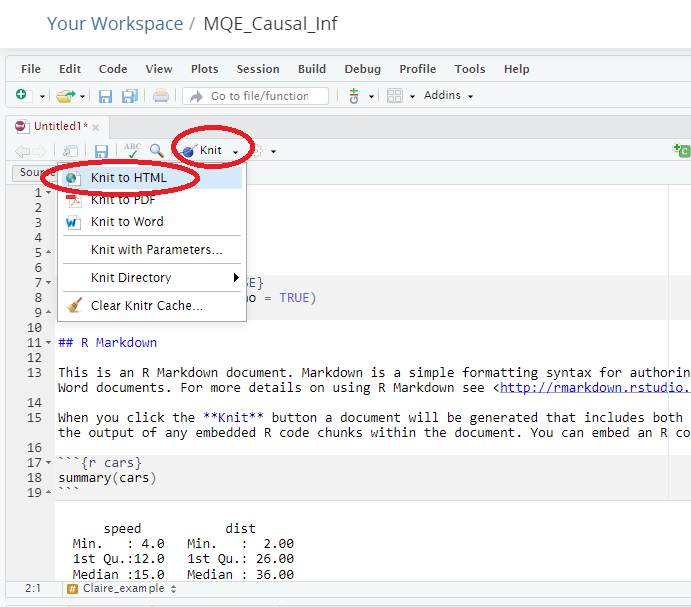 Your Workspace / MQE_Causal_Inf
File Edit Code View Plots Session Build Debug Profile Tools Help
Go to file/function Addins
Untitled1* ×
ABC Knit
Knit to HTML
1 Knit to PDF
2
3 Knit to Word
4
5 Knit with Parameters...
6
7 Knit Directory SE}
8 no = TRUE)
9 Clear Knitr Cache...
10
11 ## R Markdown
12
13 This is an R Markdown document. Markdown is a simple formatting syntax for authorin
Word documents. For more details on using R Markdown see <http://rmarkdown.rstudio.
14
15 When you click the **Knit** button a document will be generated that includes both
the output of any embedded R code chunks within the document. You can embed an R co
16
17 ```{r cars}
18 summary(cars)
19 ```
speed dist
Min. : 4.0 Min. : 2.00
1st Qu.:12.0 1st Qu.: 26.00
Median :15.0 Median : 36.00
2:1 # Claire_example